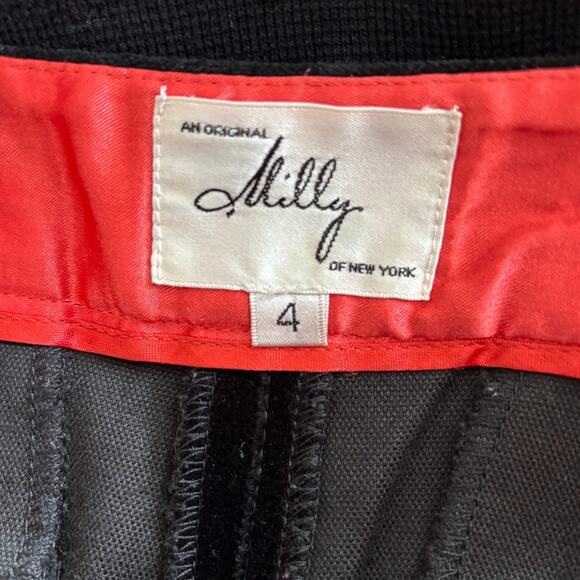 AN ORIGINAL
Milly
OF NEW YORK
4